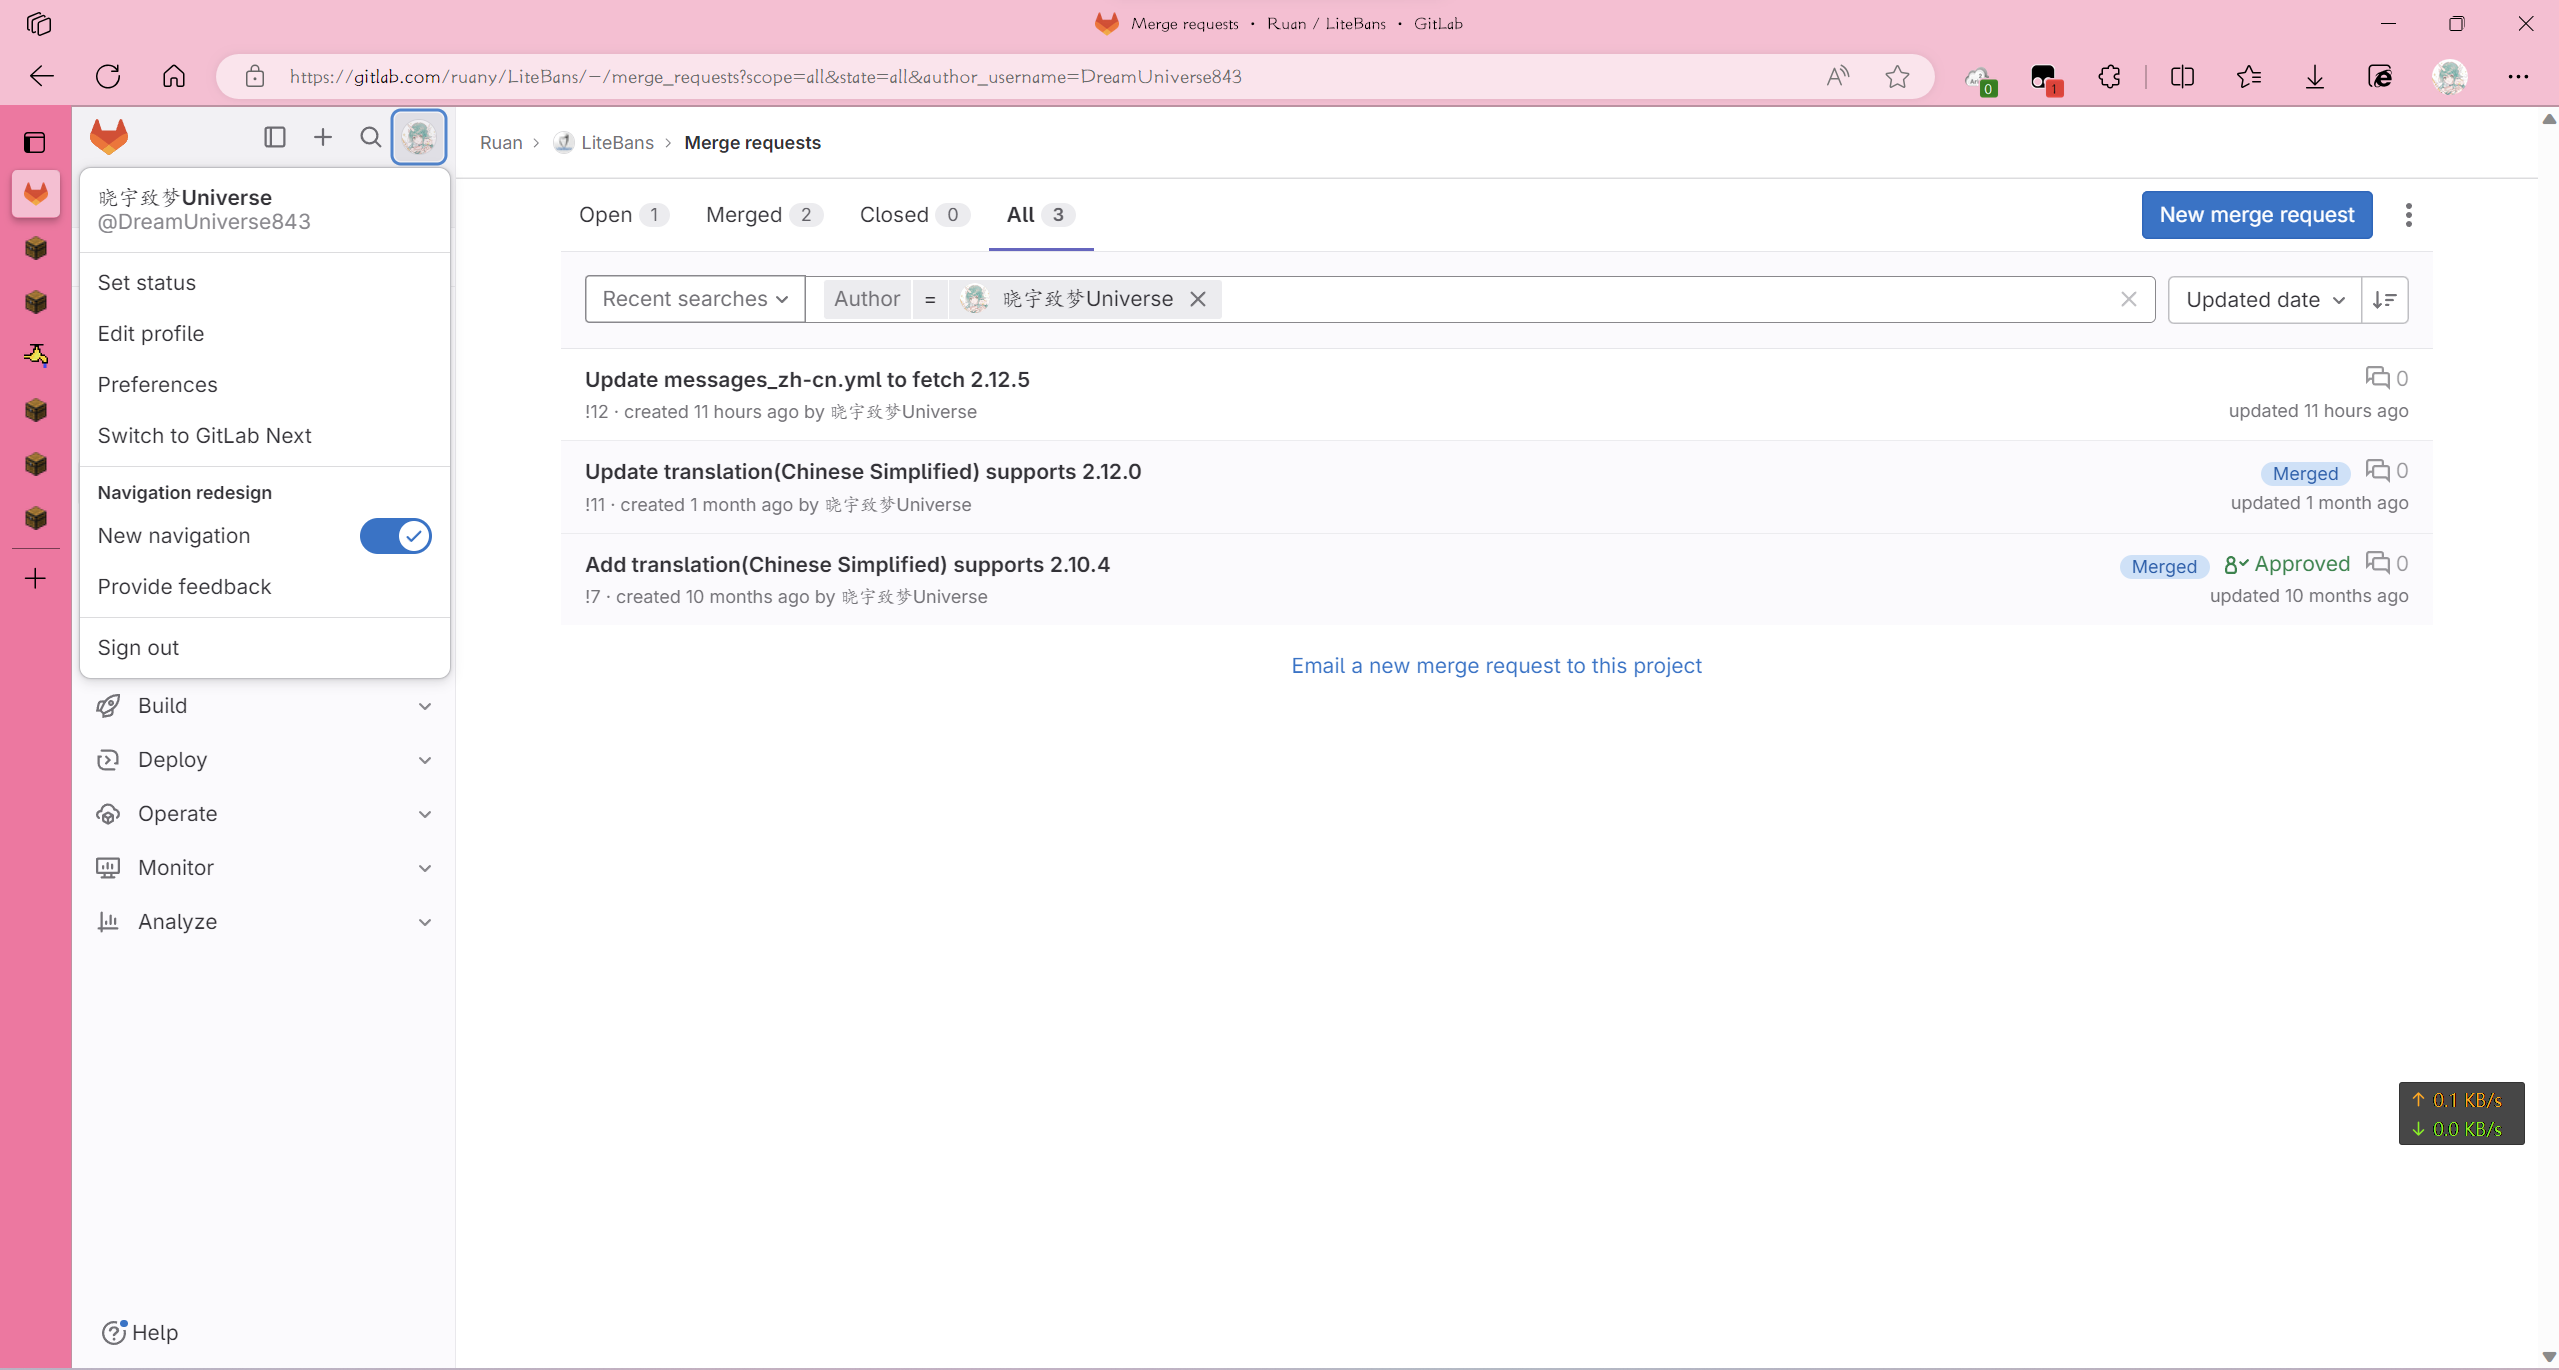 Merge requests · Ruan / LiteBans · GitLab
https://gitlab.com/ruany/LiteBans/-/merge_requests?scope=all&state=all&author_username=DreamUniverse843
0
1
晓宇致梦Universe
@DreamUniverse843
Set status
Edit profile
Preferences
Switch to GitLab Next
Navigation redesign
New navigation
Provide feedback
Sign out
Build
Deploy
Operate
Monitor
Analyze
Help
Ruan › LiteBans › Merge requests
Open 1 Merged 2 Closed 0 All 3
New merge request
Recent searches Author = 晓宇致梦Universe
Updated date
Update messages_zh-cn.yml to fetch 2.12.5
0
!12 · created 11 hours ago by 晓宇致梦Universe
updated 11 hours ago
Update translation(Chinese Simplified) supports 2.12.0
Merged 0
!11 · created 1 month ago by 晓宇致梦Universe
updated 1 month ago
Add translation(Chinese Simplified) supports 2.10.4
Merged Approved 0
!7 · created 10 months ago by 晓宇致梦Universe
updated 10 months ago
Email a new merge request to this project
↑ 0.1 KB/s
↓ 0.0 KB/s